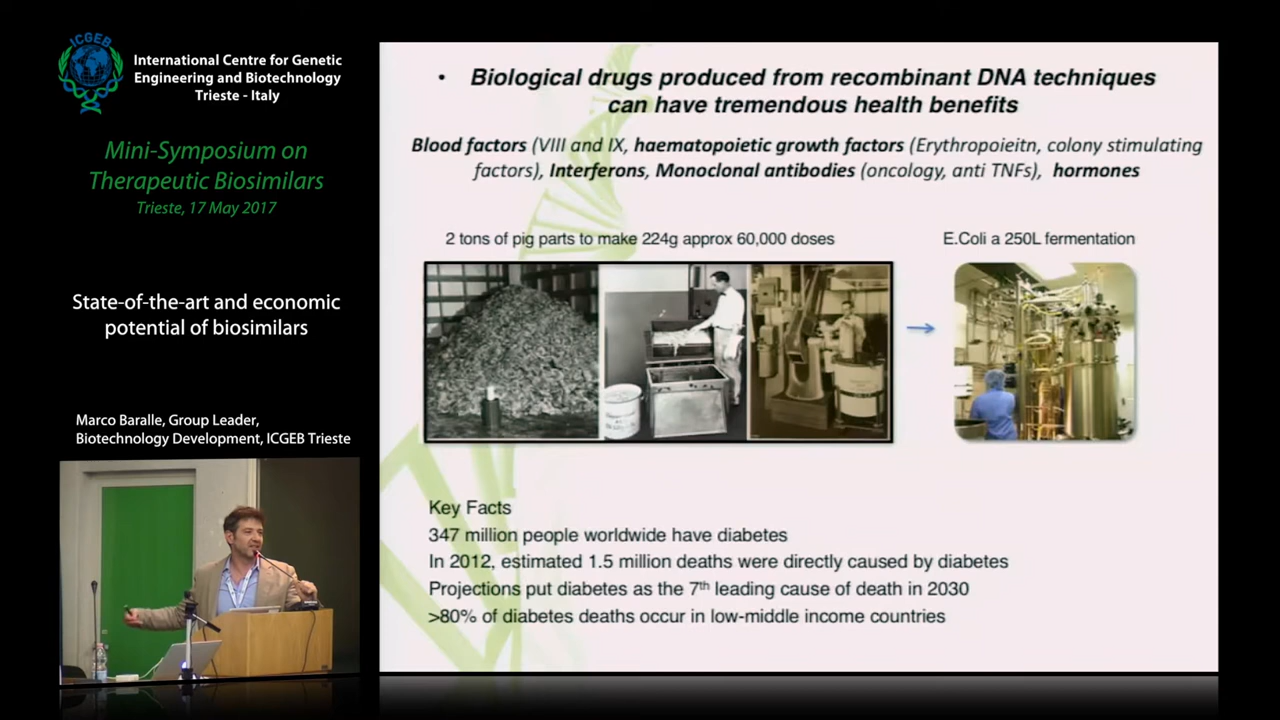 ICGEB
International Centre for Genetic
Engineering and Biotechnology
Trieste - Italy
Mini-Symposium on
Therapeutic Biosimilars
Trieste, 17 May 2017
State-of-the-art and economic
potential of biosimilars
Marco Baralle, Group Leader,
Biotechnology Development, ICGEB Trieste
• Biological drugs produced from recombinant DNA techniques
can have tremendous health benefits
Blood factors (VIII and IX, haematopoietic growth factors (Erythropoieitn, colony stimulating
factors), Interferons, Monoclonal antibodies (oncology, anti TNFs), hormones
2 tons of pig parts to make 224g approx 60,000 doses
E.Coli a 250L fermentation
Key Facts
347 million people worldwide have diabetes
In 2012, estimated 1.5 million deaths were directly caused by diabetes
Projections put diabetes as the 7th leading cause of death in 2030
>80% of diabetes deaths occur in low-middle income countries